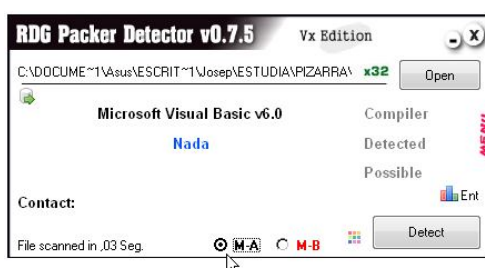 RDG Packer Detector v0.7.5 Vx Edition
C:\DOCUME~1\Asus\ESCRIT~1\Josep\ESTUDIA\PIZARRA\ x32 Open
Microsoft Visual Basic v6.0 Compiler
Nada Detected
Possible
MENU
Ent
Contact:
File scanned in ,03 Seg. M-A M-B Detect